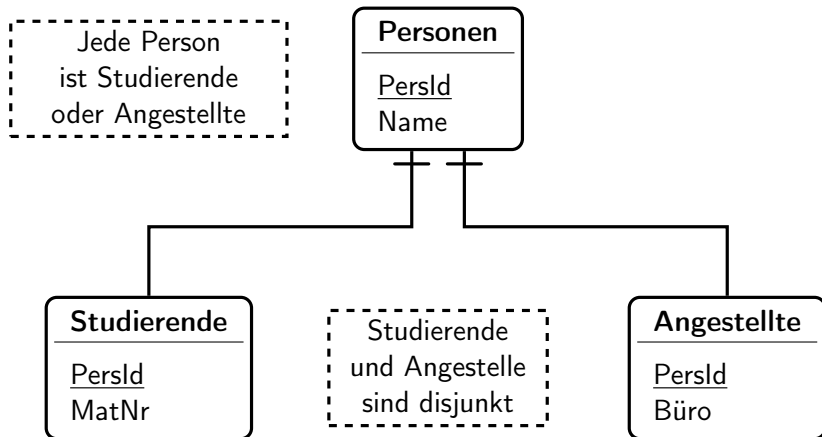 Jede Person
ist Studierende
oder Angestellte
Personen
PersId
Name
Studierende
PersId
MatNr
Studierende
und Angestelle
sind disjunkt
Angestellte
PersId
Büro